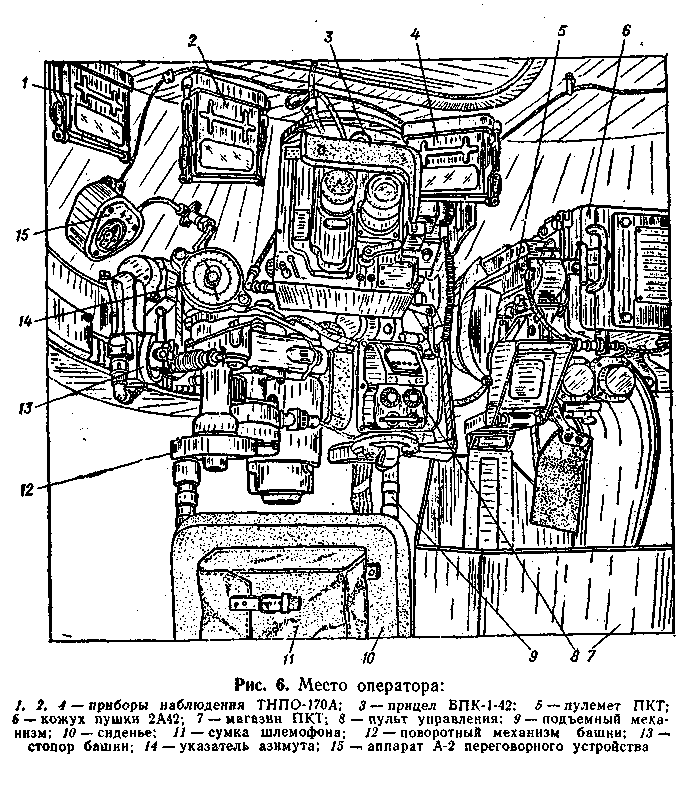 1
2
3
4
5
6
15
14
13
12
11
10
9
8 7
Рис. 6. Место оператора:
1, 2, 4 — приборы наблюдения ТНПО-170А; 3 — прицел БПК-1-42; 5 — пулемет ПКТ;
6 — кожух пушки 2А42; 7 — магазин ПКТ; 8 — пульт управления; 9 — подъемный меха-
низм; 10 — сиденье; 11 — сумка шлемофона; 12 — поворотный механизм башни; 13 —
стопор башни; 14 — указатель азимута; 15 — аппарат А-2 переговорного устройства